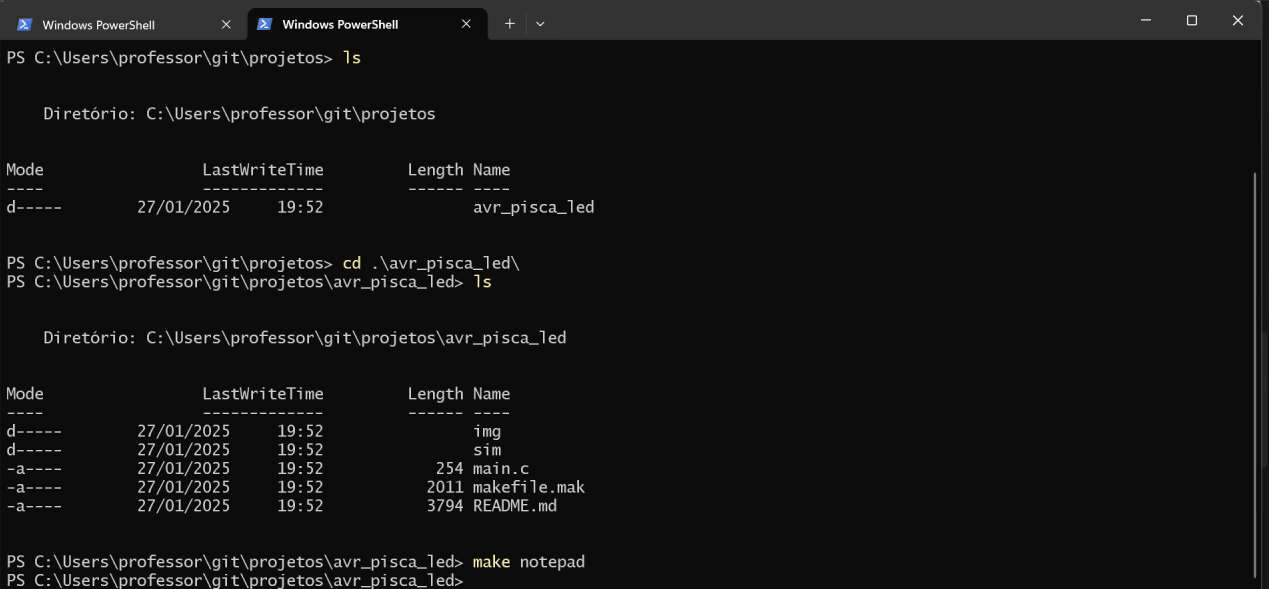 Windows PowerShell
Windows PowerShell
PS C:\Users\professor\git\projetos> ls
Diretório: C:\Users\professor\git\projetos
Mode                 LastWriteTime         Length Name
----                 -------------         ------ ----
d-----        27/01/2025     19:52                avr_pisca_led
PS C:\Users\professor\git\projetos> cd .\avr_pisca_led\
PS C:\Users\professor\git\projetos\avr_pisca_led> ls
Diretório: C:\Users\professor\git\projetos\avr_pisca_led
Mode                 LastWriteTime         Length Name
----                 -------------         ------ ----
d-----        27/01/2025     19:52                img
d-----        27/01/2025     19:52                sim
-a----        27/01/2025     19:52            254 main.c
-a----        27/01/2025     19:52           2011 makefile.mak
-a----        27/01/2025     19:52           3794 README.md
PS C:\Users\professor\git\projetos\avr_pisca_led> make notepad
PS C:\Users\professor\git\projetos\avr_pisca_led>